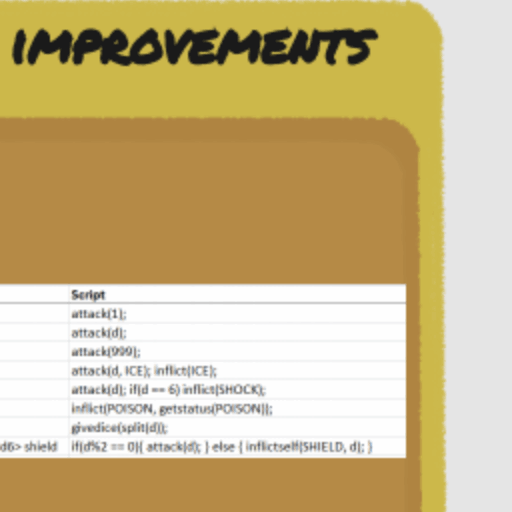 IMPROVEMENTS
Script
attack(1);
attack(d);
attack(999);
attack(d, ICE); inflict(ICE);
attack(d); if(d == 6) inflict(SHOCK);
inflict(POISON, getstatus(POISON));
givedice(split(d));
d6> shield if(d%2 == 0){ attack(d); } else { inflictself(SHIELD, d); }